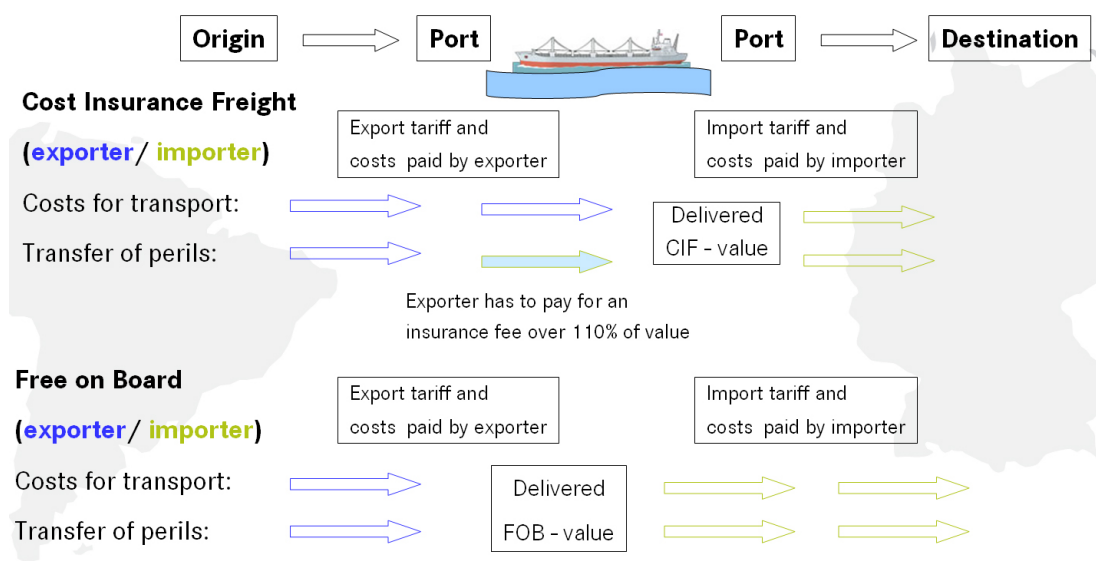 Origin
Port
Port
Destination
Cost Insurance Freight
(exporter/ importer)
Export tariff and
costs paid by exporter
Import tariff and
costs paid by importer
Costs for transport:
Transfer of perils:
Delivered
CIF - value
Exporter has to pay for an
insurance fee over 110% of value
Free on Board
(exporter/ importer)
Export tariff and
costs paid by exporter
Import tariff and
costs paid by importer
Costs for transport:
Transfer of perils:
Delivered
FOB - value